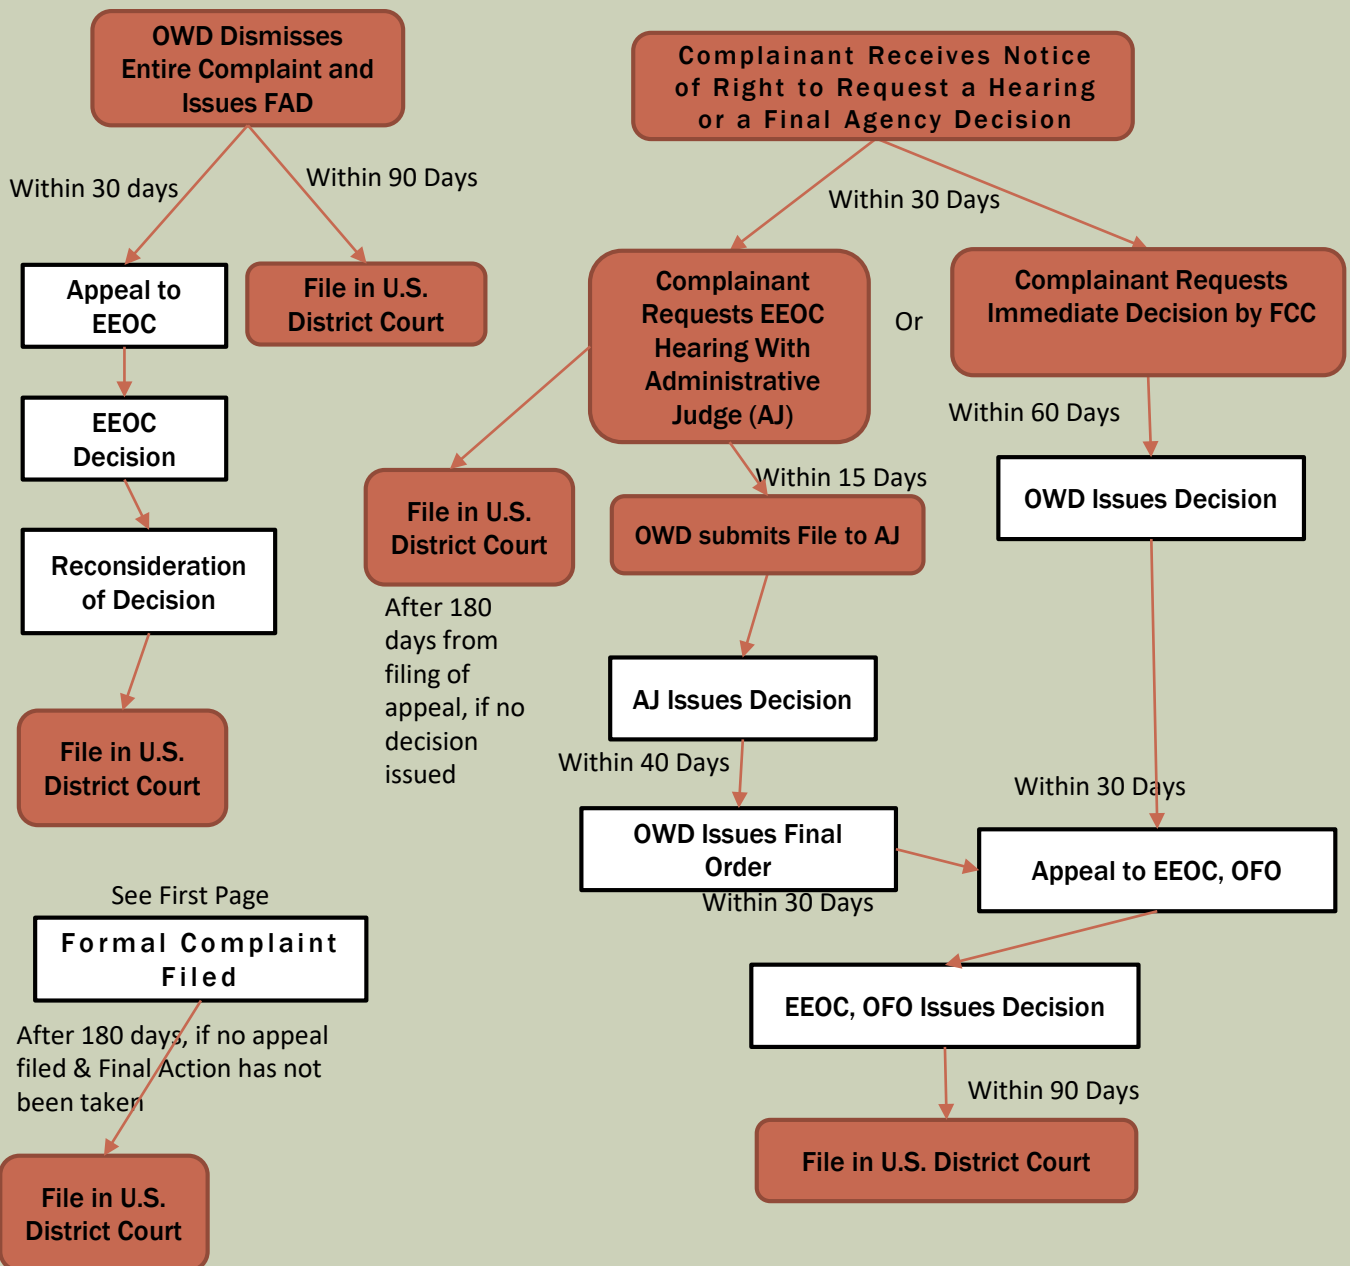 OWD Dismisses
Entire Complaint and
Issues FAD
Within 30 days
Within 90 Days
Appeal to
EEOC
File in U.S.
District Court
EEOC
Decision
Reconsideration
of Decision
File in U.S.
District Court
See First Page
Formal Complaint
Filed
After 180 days, if no appeal
filed & Final Action has not
been taken
File in U.S.
District Court
Complainant Receives Notice
of Right to Request a Hearing
or a Final Agency Decision
Within 30 Days
Complainant
Requests EEOC
Hearing With
Administrative
Judge (AJ)
Or
Complainant Requests
Immediate Decision by FCC
File in U.S.
District Court
After 180
days from
filing of
appeal, if no
decision
issued
Within 15 Days
OWD submits File to AJ
AJ Issues Decision
Within 40 Days
OWD Issues Final
Order
Within 30 Days
Within 60 Days
OWD Issues Decision
Within 30 Days
Appeal to EEOC, OFO
EEOC, OFO Issues Decision
Within 90 Days
File in U.S. District Court